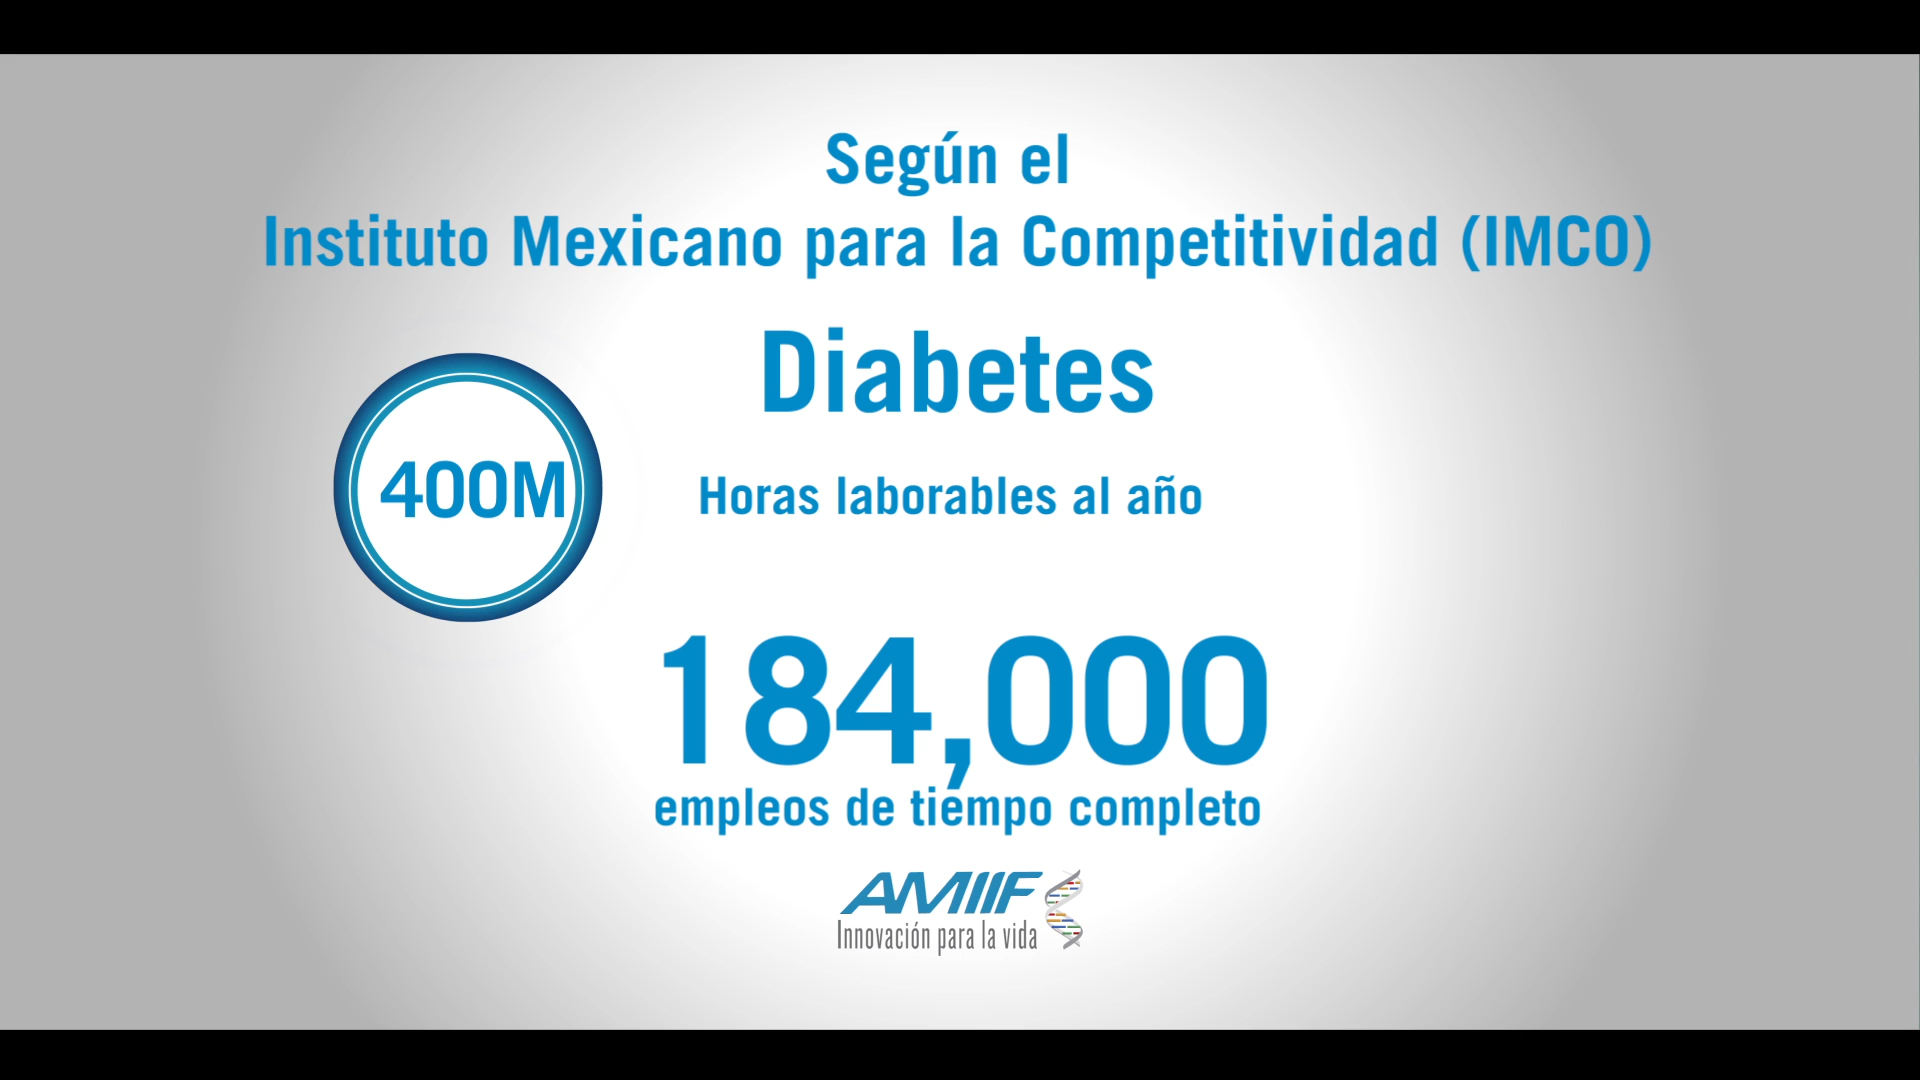 Según el
Instituto Mexicano para la Competitividad (IMCO)
Diabetes
400M
Horas laborables al año
184,000
empleos de tiempo completo
AMIIF
Innovación para la vida